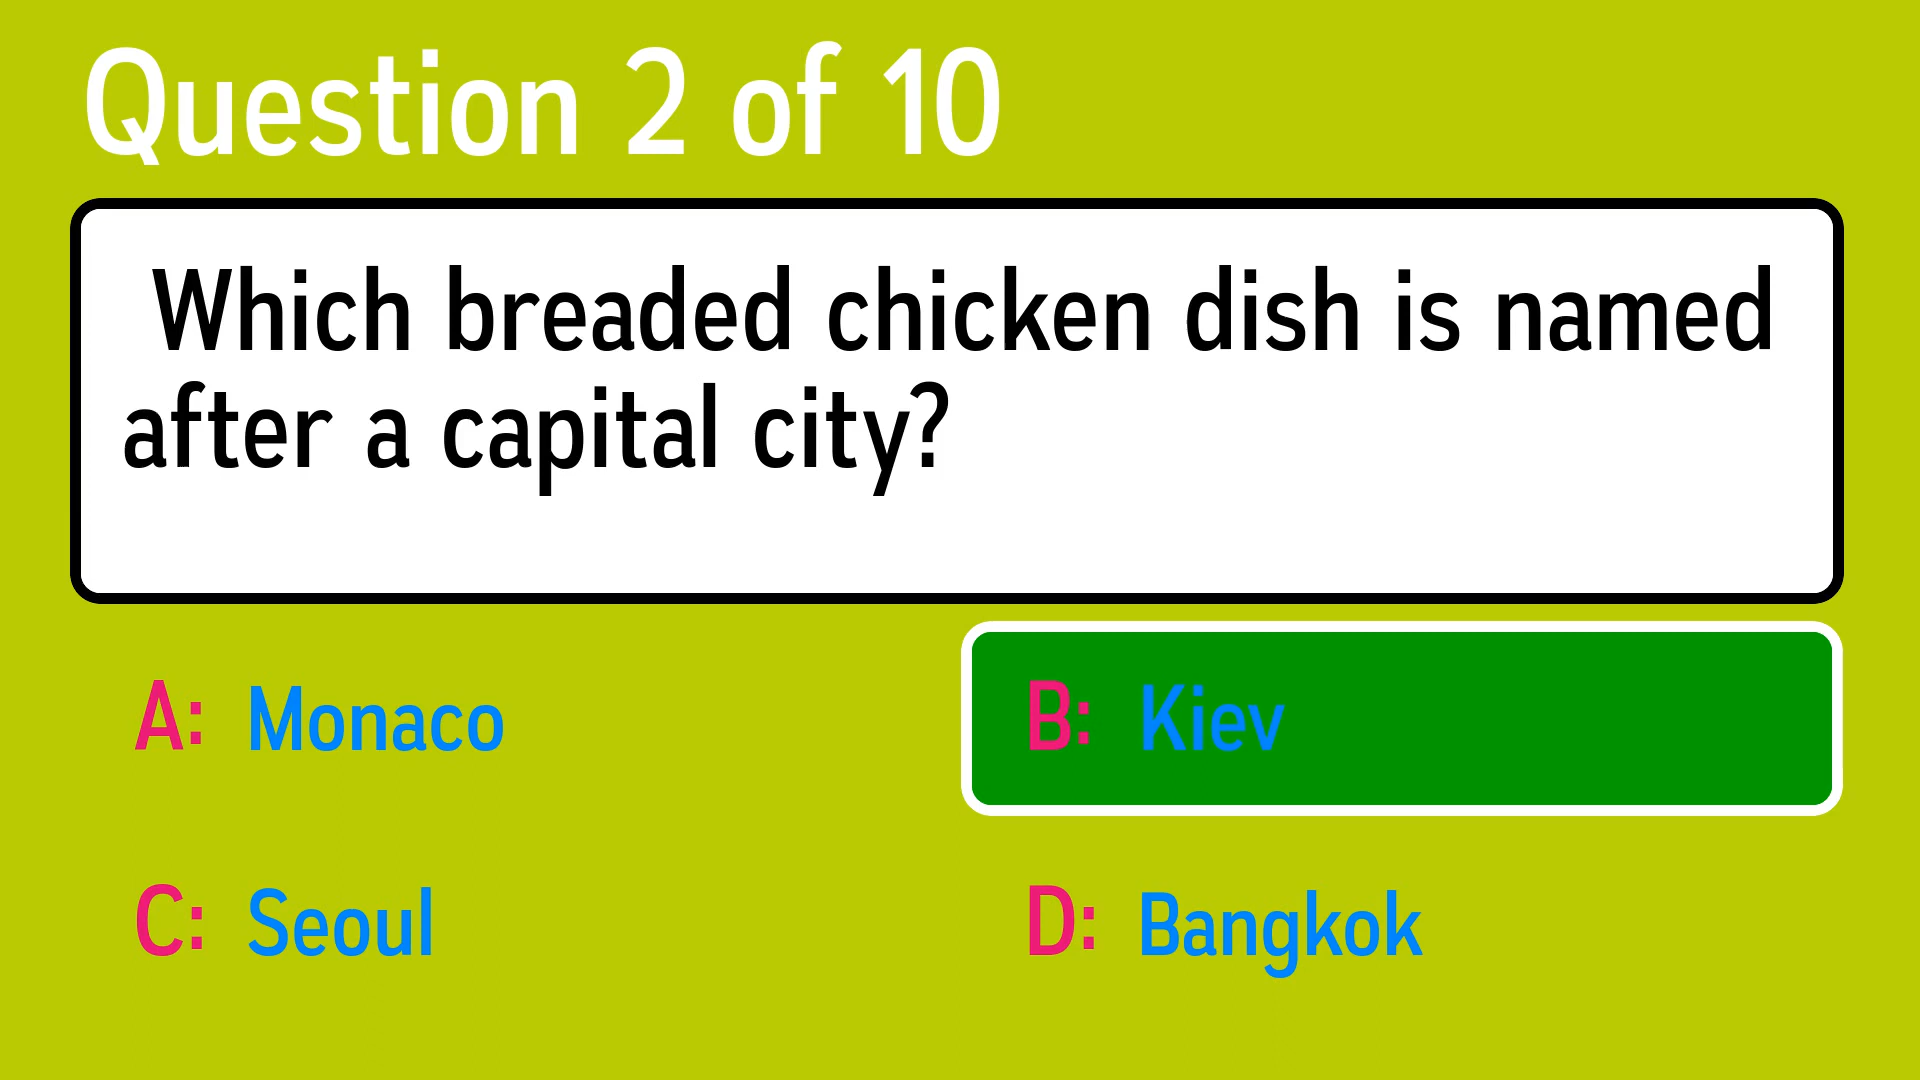 Question 2 of 10
Which breaded chicken dish is named
after a capital city?
A: Monaco
B: Kiev
C: Seoul
D: Bangkok